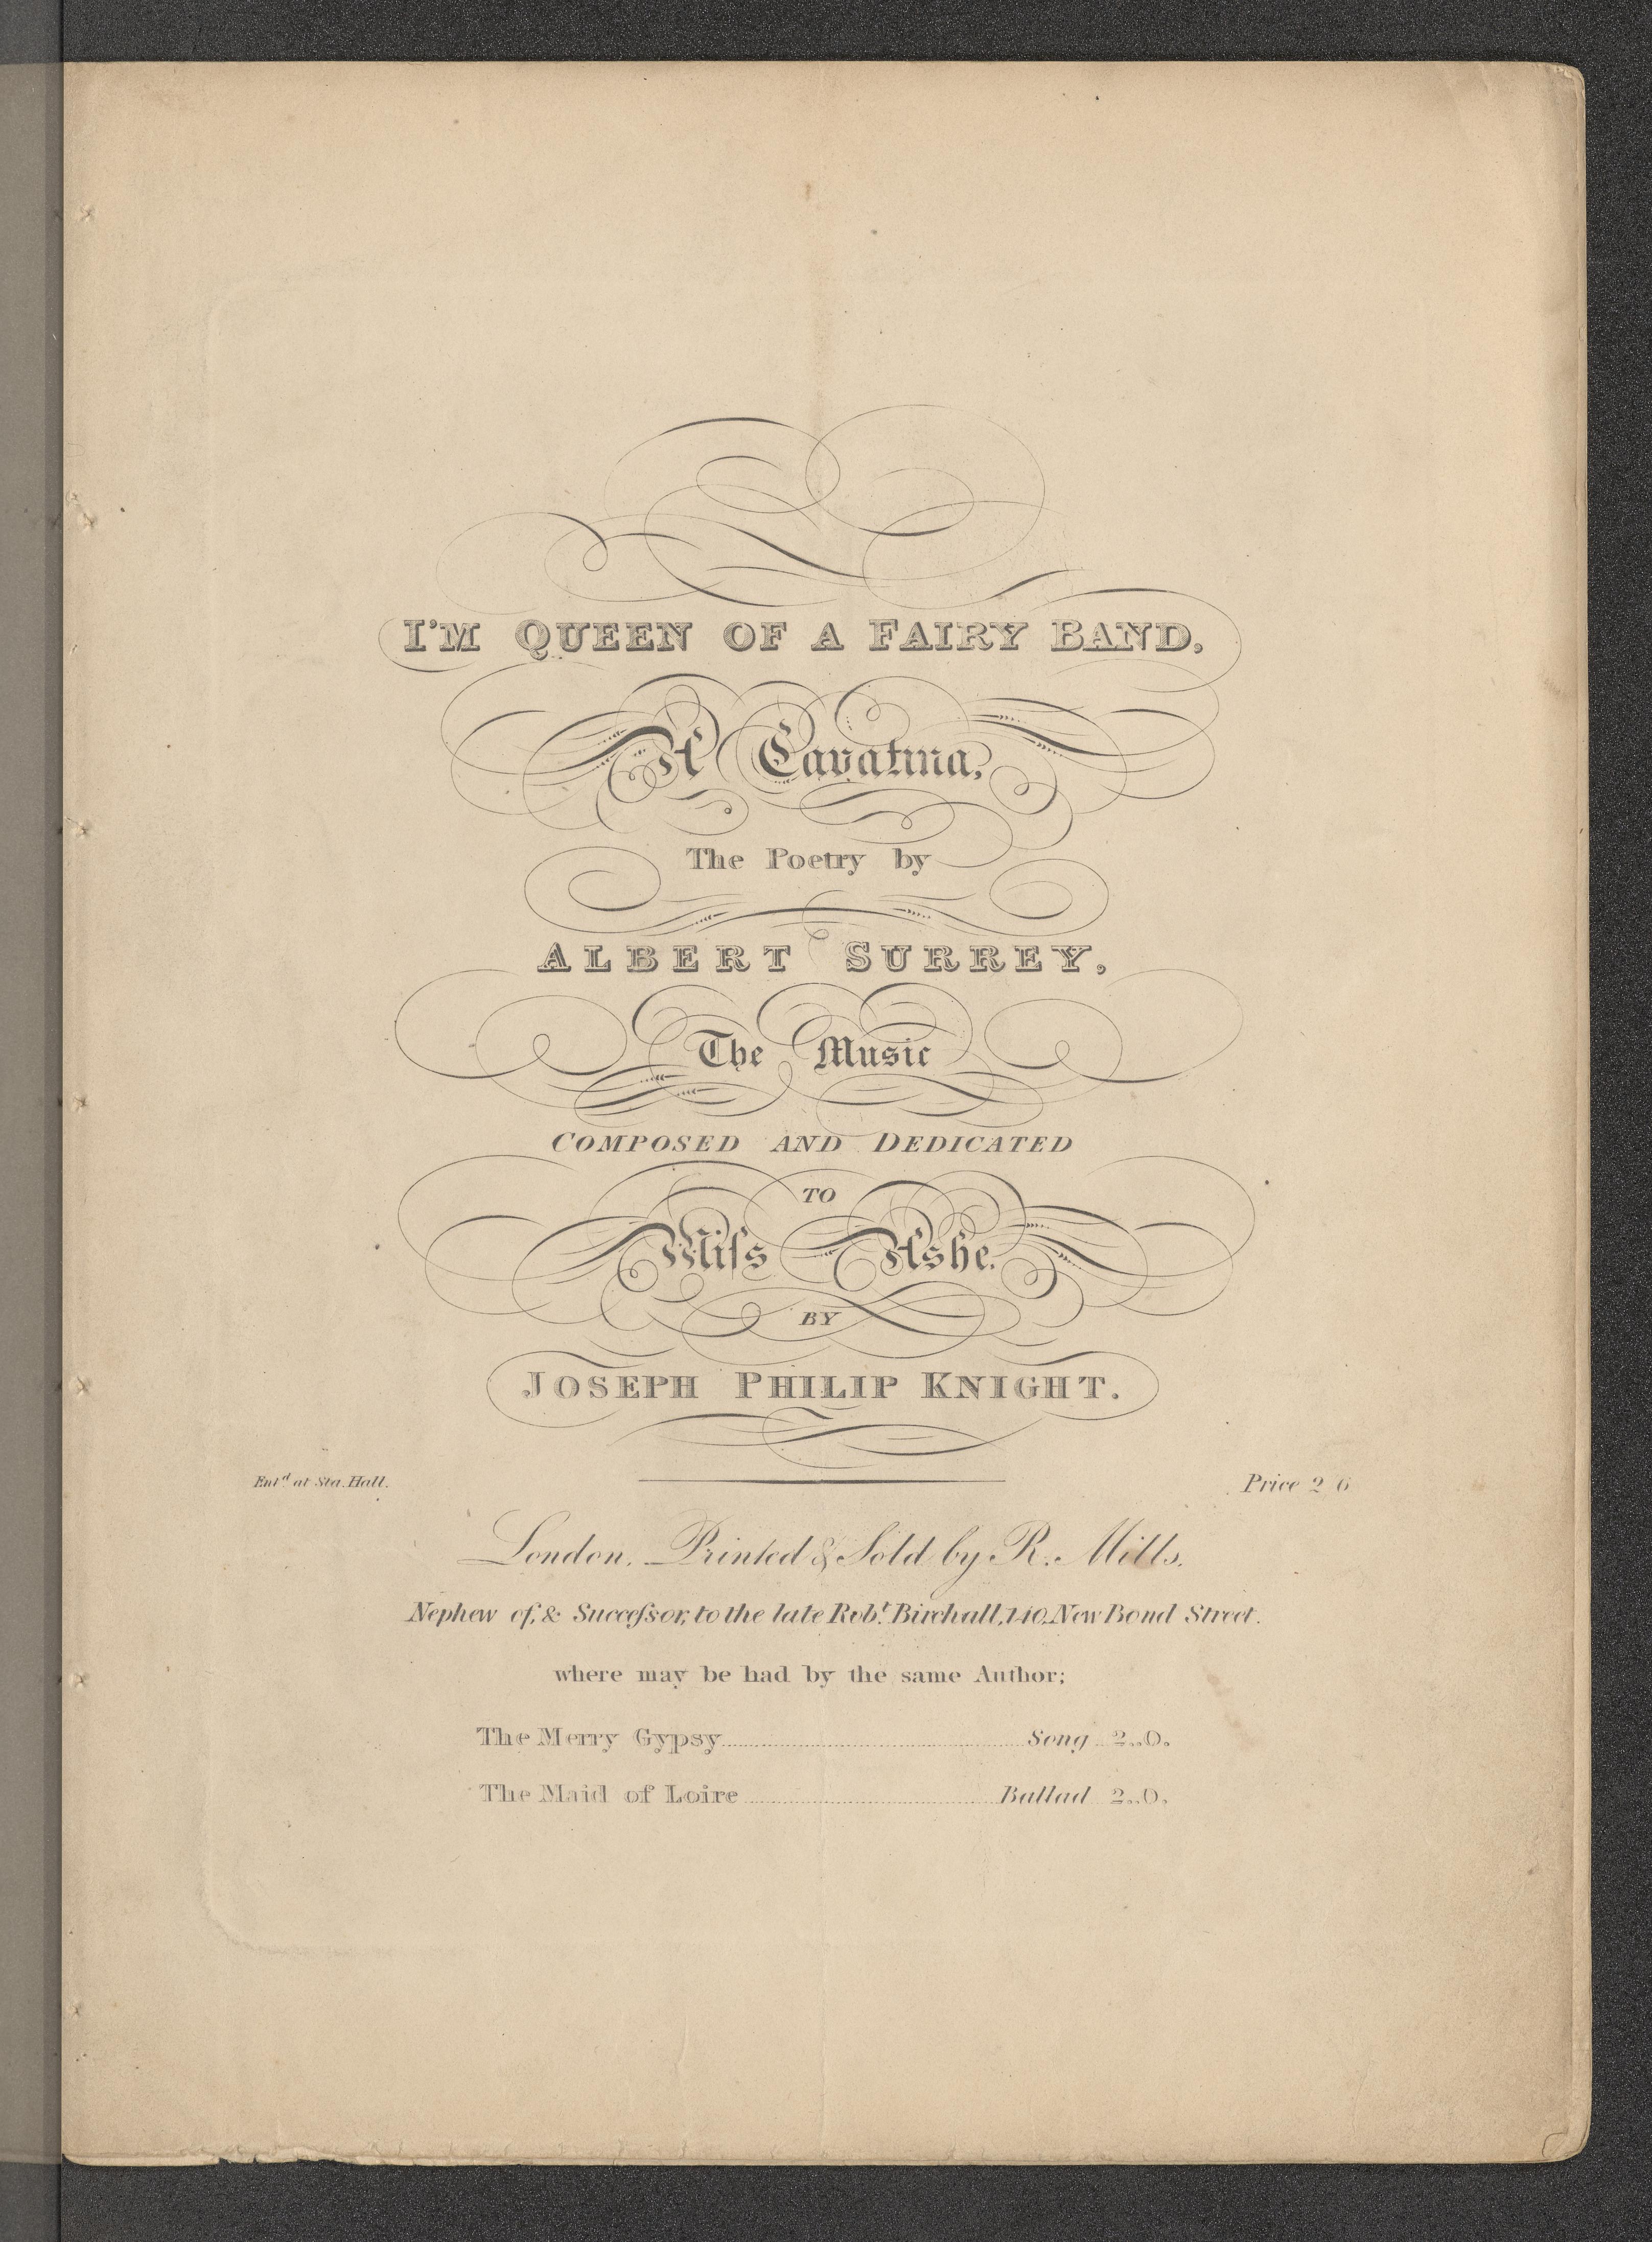 I'M QUEEN OF A FAIRY BAND,
A Cavatina,
The Poetry by
ALBERT SURREY,
The Music
COMPOSED AND DEDICATED
TO
Miſs Ashe.
BY
JOSEPH PHILIP KNIGHT.
Ent.d at Sta. Hall.
Price 2 6
London, Printed & Sold by R. Mills,
Nephew of, & Succeſsor, to the late Rob.t Birchall, 140, New Bond Street.
where may be had by the same Author;
The Merry Gypsy.......... Song 2..0.
The Maid of Loire.......... Ballad 2..0.